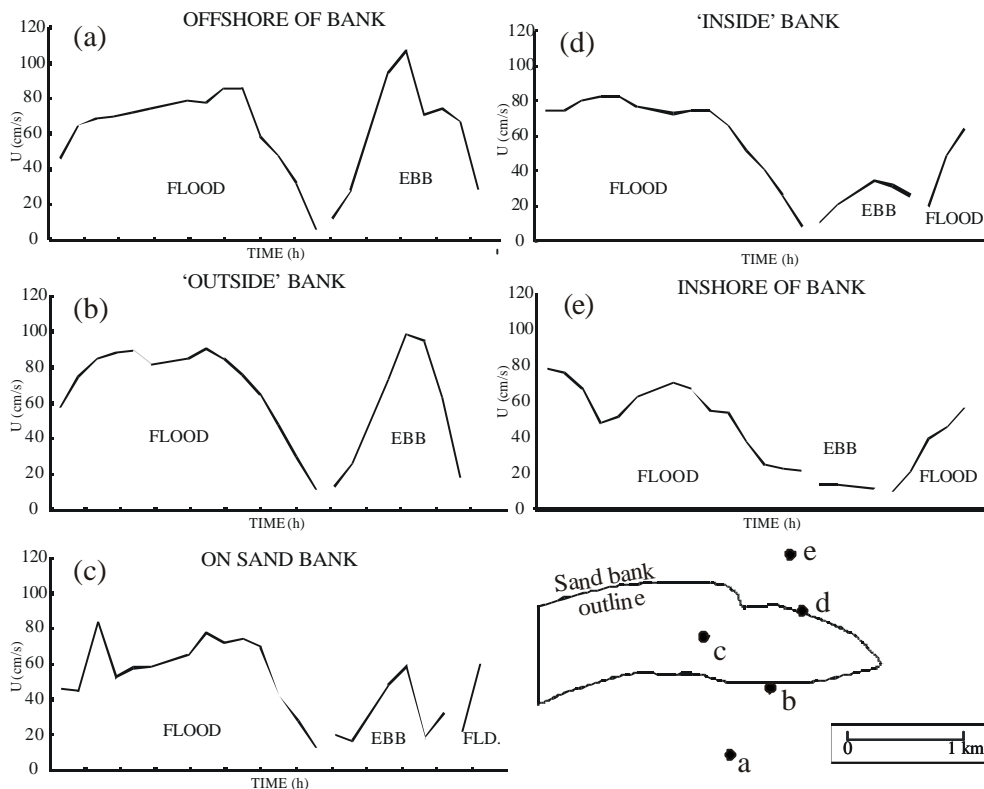 OFFSHORE OF BANK
(a)
120
100
80
60
40
20
0
U (cm/s)
FLOOD
EBB
TIME (h)
'INSIDE' BANK
(d)
120
100
80
60
40
20
0
U (cm/s)
FLOOD
EBB
FLOOD
TIME (h)
'OUTSIDE' BANK
(b)
120
100
80
60
40
20
0
U (cm/s)
FLOOD
EBB
TIME (h)
INSHORE OF BANK
(e)
120
100
80
60
40
20
0
U (cm/s)
FLOOD
EBB
FLOOD
TIME (h)
ON SAND BANK
(c)
120
100
80
60
40
20
0
U (cm/s)
FLOOD
EBB
FLD.
TIME (h)
Sand bank
outline
e
d
c
b
a
0 1 km